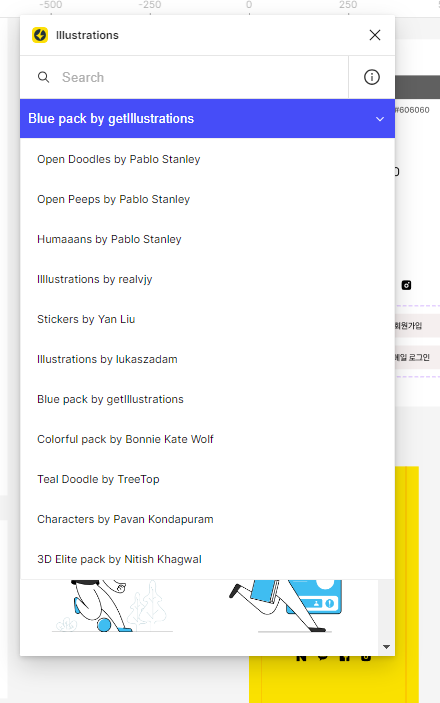 -500 -250 0 250
Illustrations
Search
#606060
Blue pack by getIllustrations
Open Doodles by Pablo Stanley
Open Peeps by Pablo Stanley
Humaaans by Pablo Stanley
Illlustrations by realvjy
Stickers by Yan Liu
회원가입
Illustrations by lukaszadam
메일 로그인
Blue pack by getIllustrations
Colorful pack by Bonnie Kate Wolf
Teal Doodle by TreeTop
Characters by Pavan Kondapuram
3D Elite pack by Nitish Khagwal